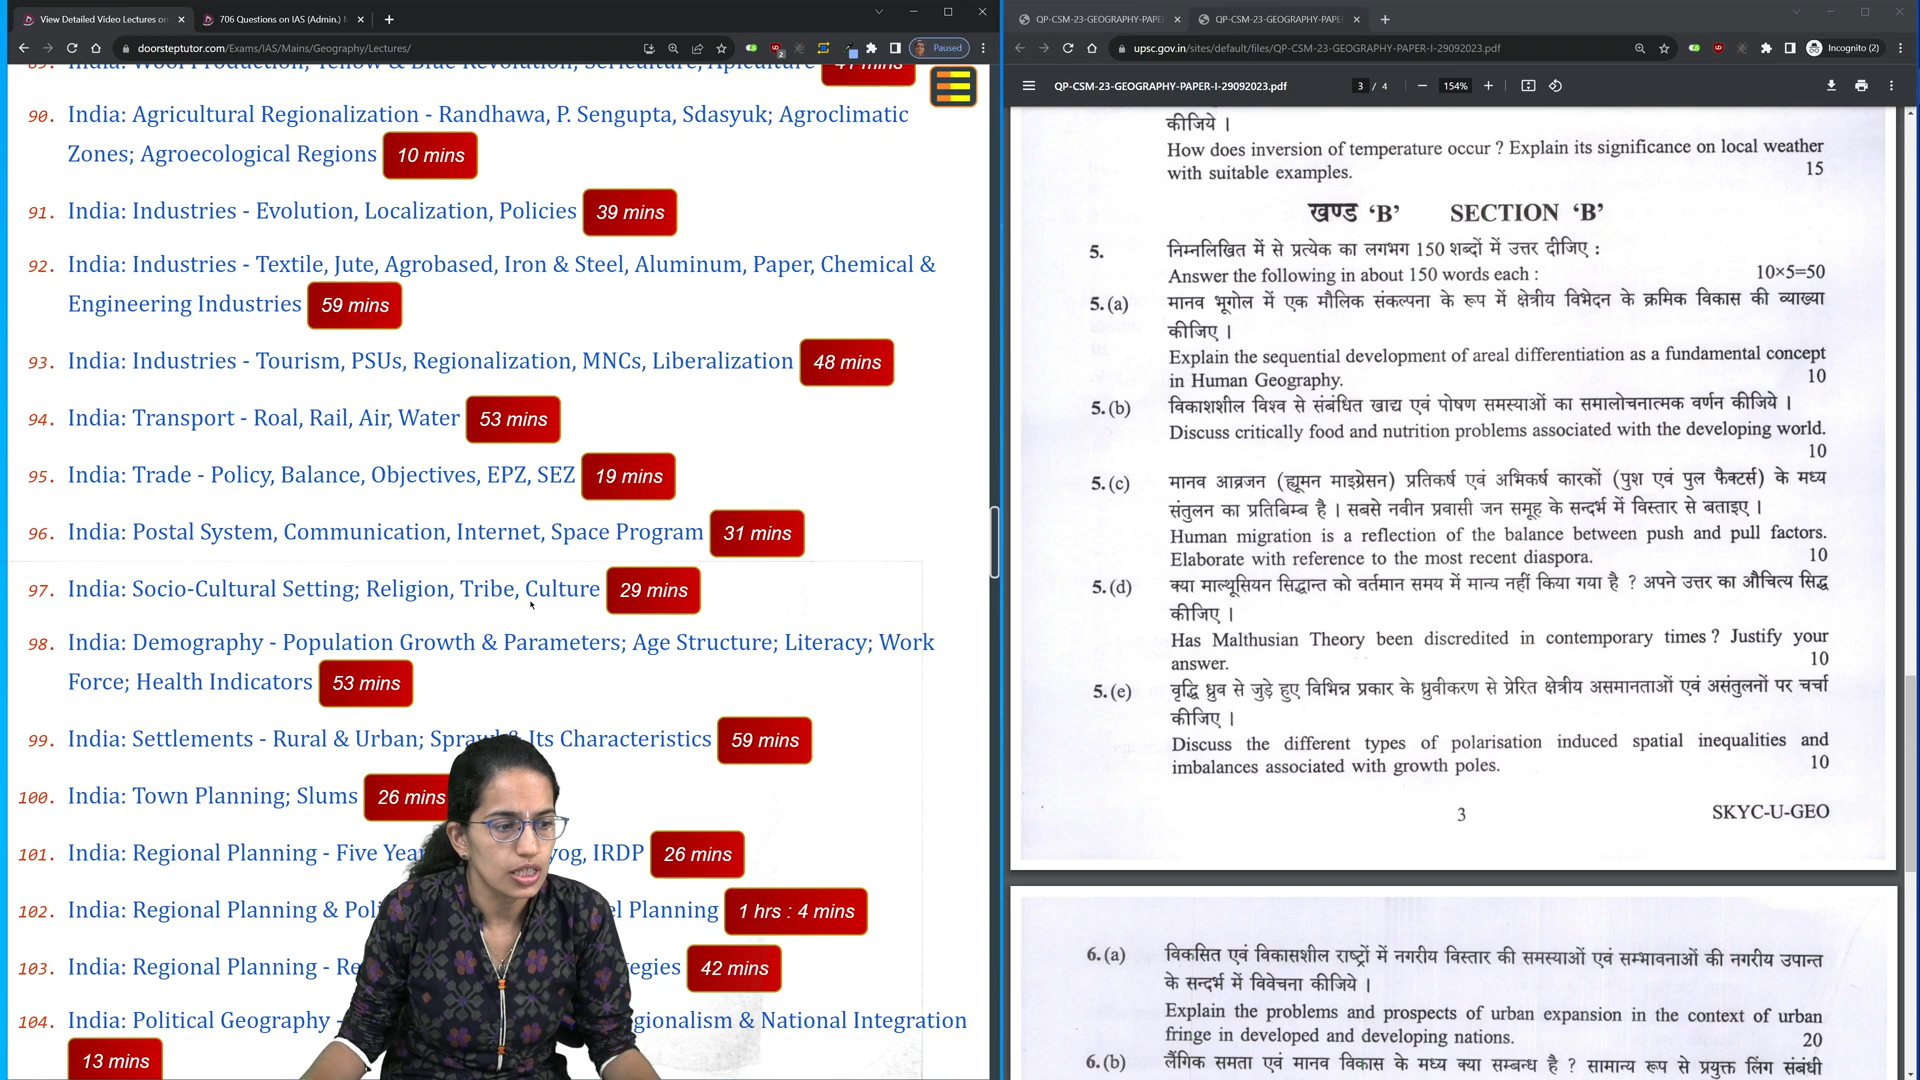 View Detailed Video Lectures on
706 Questions on IAS (Admin.)
doorsteptutor.com/Exams/IAS/Mains/Geography/Lectures/
Paused
89. India: Wool Production, Yellow & Blue Revolution, Sericulture, Apiculture 41 mins
90. India: Agricultural Regionalization - Randhawa, P. Sengupta, Sdasyuk; Agroclimatic
Zones; Agroecological Regions 10 mins
91. India: Industries - Evolution, Localization, Policies 39 mins
92. India: Industries - Textile, Jute, Agrobased, Iron & Steel, Aluminum, Paper, Chemical &
Engineering Industries 59 mins
93. India: Industries - Tourism, PSUs, Regionalization, MNCs, Liberalization 48 mins
94. India: Transport - Roal, Rail, Air, Water 53 mins
95. India: Trade - Policy, Balance, Objectives, EPZ, SEZ 19 mins
96. India: Postal System, Communication, Internet, Space Program 31 mins
97. India: Socio-Cultural Setting; Religion, Tribe, Culture 29 mins
98. India: Demography - Population Growth & Parameters; Age Structure; Literacy; Work
Force; Health Indicators 53 mins
99. India: Settlements - Rural & Urban; Its Characteristics 59 mins
100. India: Town Planning; Slums 26 mins
101. India: Regional Planning - Five IRDP 26 mins
102. India: Regional Planning & Planning 1 hrs : 4 mins
103. India: Regional Planning - 42 mins
104. India: Political Geography - & National Integration
13 mins
QP-CSM-23-GEOGRAPHY-PAPE
QP-CSM-23-GEOGRAPHY-PAPE
upsc.gov.in/sites/default/files/QP-CSM-23-GEOGRAPHY-PAPER-I-29092023.pdf
Incognito (2)
QP-CSM-23-GEOGRAPHY-PAPER-I-29092023.pdf
3 / 4
154%
कीजिये ।
How does inversion of temperature occur ? Explain its significance on local weather
with suitable examples. 15
खण्ड ‘B’ SECTION ‘B’
5. निम्नलिखित में से प्रत्येक का लगभग 150 शब्दों में उत्तर दीजिए :
Answer the following in about 150 words each : 10×5=50
5.(a) मानव भूगोल में एक मौलिक संकल्पना के रूप में क्षेत्रीय विभेदन के क्रमिक विकास की व्याख्या
कीजिए ।
Explain the sequential development of areal differentiation as a fundamental concept
in Human Geography. 10
5.(b) विकाशशील विश्व से संबंधित खाद्य एवं पोषण समस्याओं का समालोचनात्मक वर्णन कीजिये ।
Discuss critically food and nutrition problems associated with the developing world.
10
5.(c) मानव आव्रजन (ह्यूमन माइग्रेसन) प्रतिकर्ष एवं अभिकर्ष कारकों (पुश एवं पुल फैक्टर्स) के मध्य
संतुलन का प्रतिबिम्ब है । सबसे नवीन प्रवासी जन समूह के सन्दर्भ में विस्तार से बताइए ।
Human migration is a reflection of the balance between push and pull factors.
Elaborate with reference to the most recent diaspora. 10
5.(d) क्या माल्थूसियन सिद्धान्त को वर्तमान समय में मान्य नहीं किया गया है ? अपने उत्तर का औचित्य सिद्ध
कीजिए ।
Has Malthusian Theory been discredited in contemporary times ? Justify your
answer. 10
5.(e) वृद्धि ध्रुव से जुड़े हुए विभिन्न प्रकार के ध्रुवीकरण से प्रेरित क्षेत्रीय असमानताओं एवं असंतुलनों पर चर्चा
कीजिए ।
Discuss the different types of polarisation induced spatial inequalities and
imbalances associated with growth poles. 10
3 SKYC-U-GEO
6.(a) विकसित एवं विकासशील राष्ट्रों में नगरीय विस्तार की समस्याओं एवं सम्भावनाओं की नगरीय उपान्त
के सन्दर्भ में विवेचना कीजिये ।
Explain the problems and prospects of urban expansion in the context of urban
fringe in developed and developing nations. 20
6.(b) लैंगिक समता एवं मानव विकास के मध्य क्या सम्बन्ध है ? सामान्य रूप से प्रयुक्त लिंग संबंधी